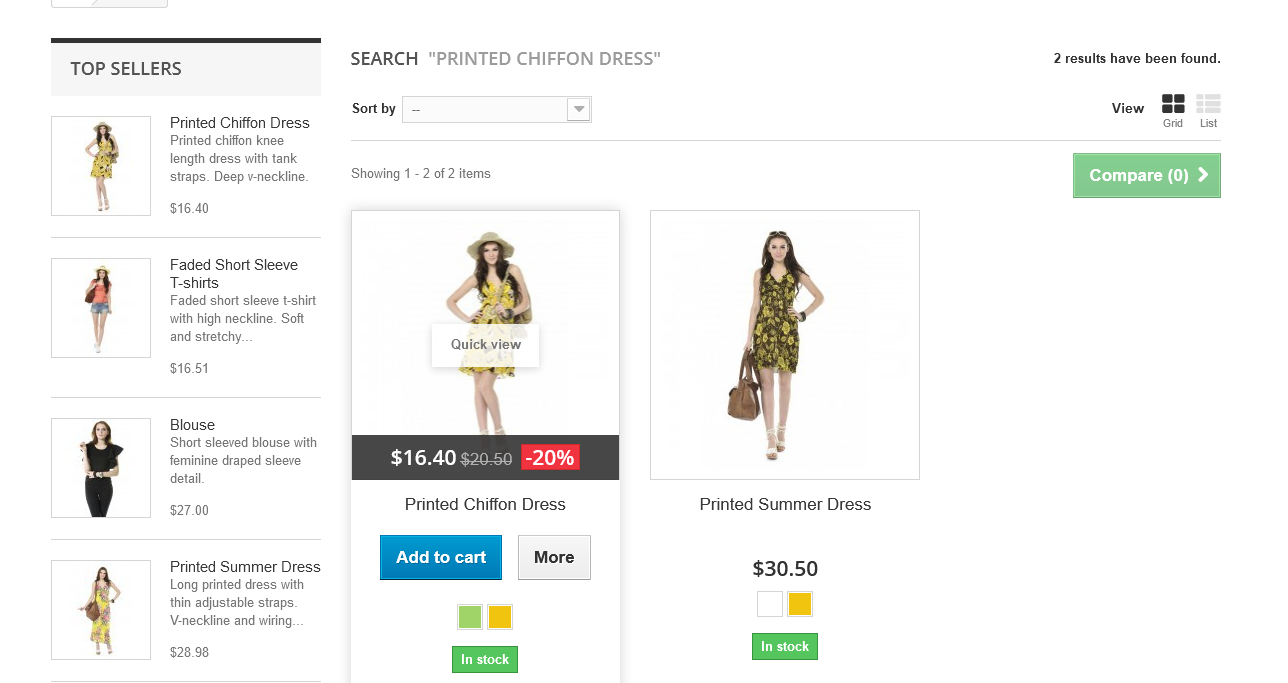 TOP SELLERS
Printed Chiffon Dress
Printed chiffon knee
length dress with tank
straps. Deep v-neckline.
$16.40
Faded Short Sleeve
T-shirts
Faded short sleeve t-shirt
with high neckline. Soft
and stretchy...
$16.51
Blouse
Short sleeved blouse with
feminine draped sleeve
detail.
$27.00
Printed Summer Dress
Long printed dress with
thin adjustable straps.
V-neckline and wiring...
$28.98
SEARCH "PRINTED CHIFFON DRESS"
2 results have been found.
Sort by --
View
Grid
List
Showing 1 - 2 of 2 items
Compare (0)
Quick view
$16.40 $20.50 -20%
Printed Chiffon Dress
Add to cart
More
In stock
Printed Summer Dress
$30.50
In stock